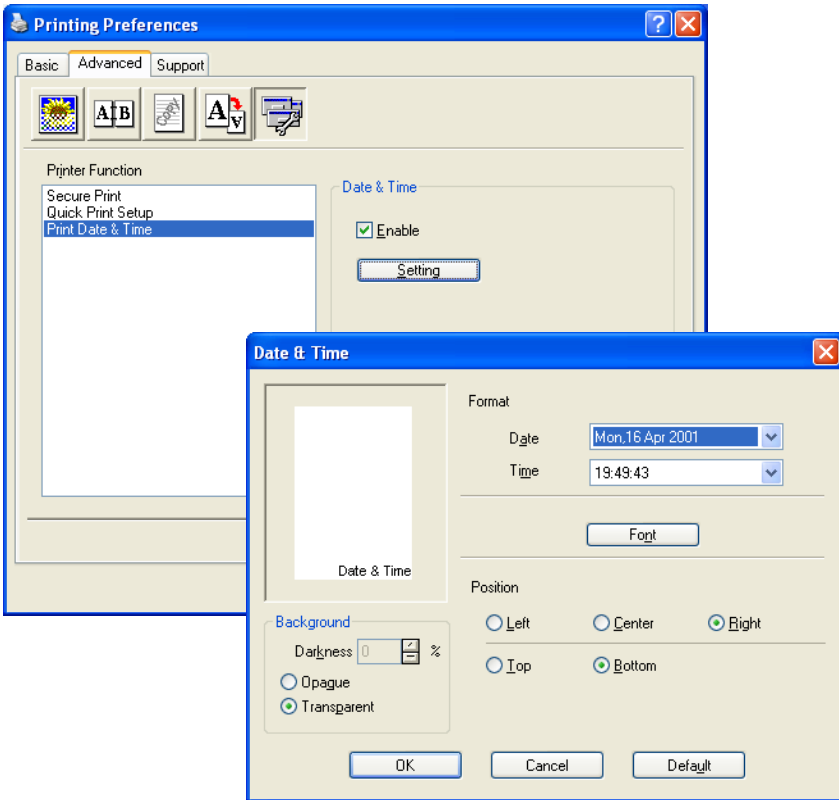 Printing Preferences
Basic Advanced Support
A B
copy
A A
Printer Function
Secure Print
Quick Print Setup
Print Date & Time
Date & Time
Enable
Setting
Date & Time
Date & Time
Format
Date Mon,16 Apr 2001
Time 19:49:43
Font
Position
Left Center Right
Top Bottom
Background
Darkness 0 %
Opague
Transparent
OK Cancel Default